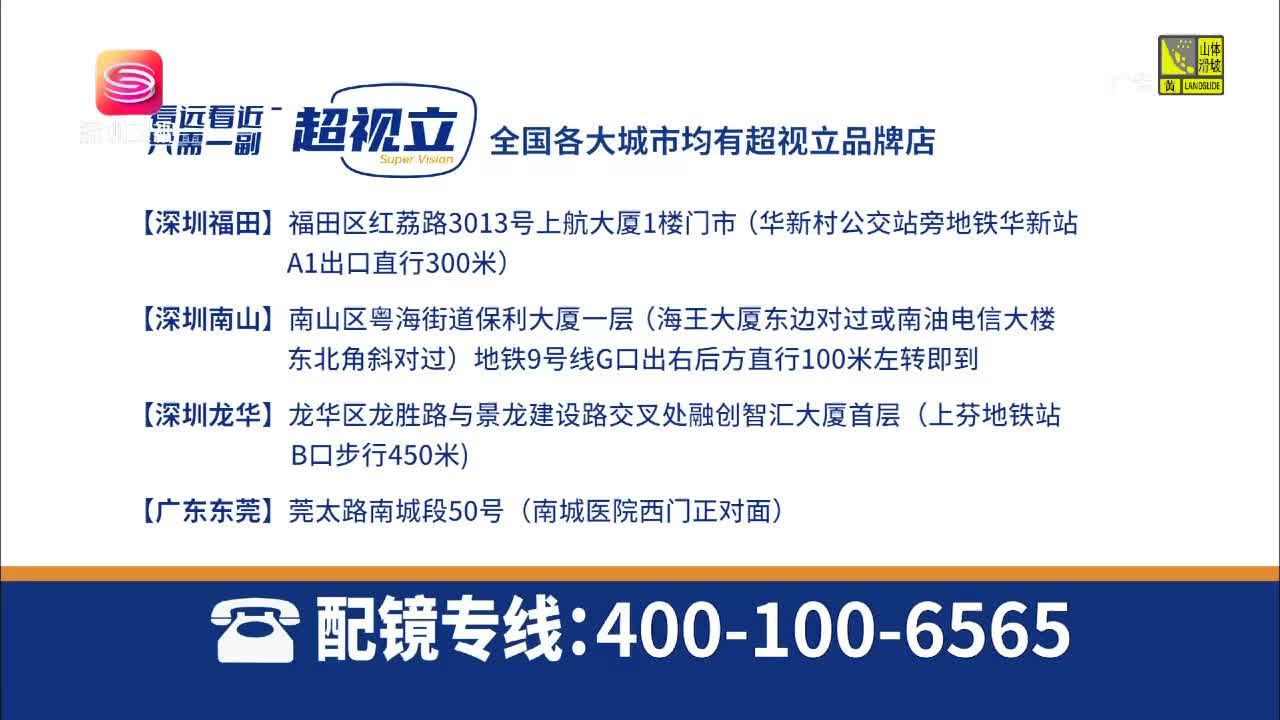 看远看近
只需一副
超视立
Super Vision
全国各大城市均有超视立品牌店
山体
滑坡
黄 LANDSLIDE
【深圳福田】福田区红荔路3013号上航大厦1楼门市（华新村公交站旁地铁华新站
A1出口直行300米）
【深圳南山】南山区粤海街道保利大厦一层（海王大厦东边对过或南油电信大楼
东北角斜对过）地铁9号线G口出右后方直行100米左转即到
【深圳龙华】龙华区龙胜路与景龙建设路交叉处融创智汇大厦首层（上芬地铁站
B口步行450米)
【广东东莞】莞太路南城段50号（南城医院西门正对面）
配镜专线:400-100-6565